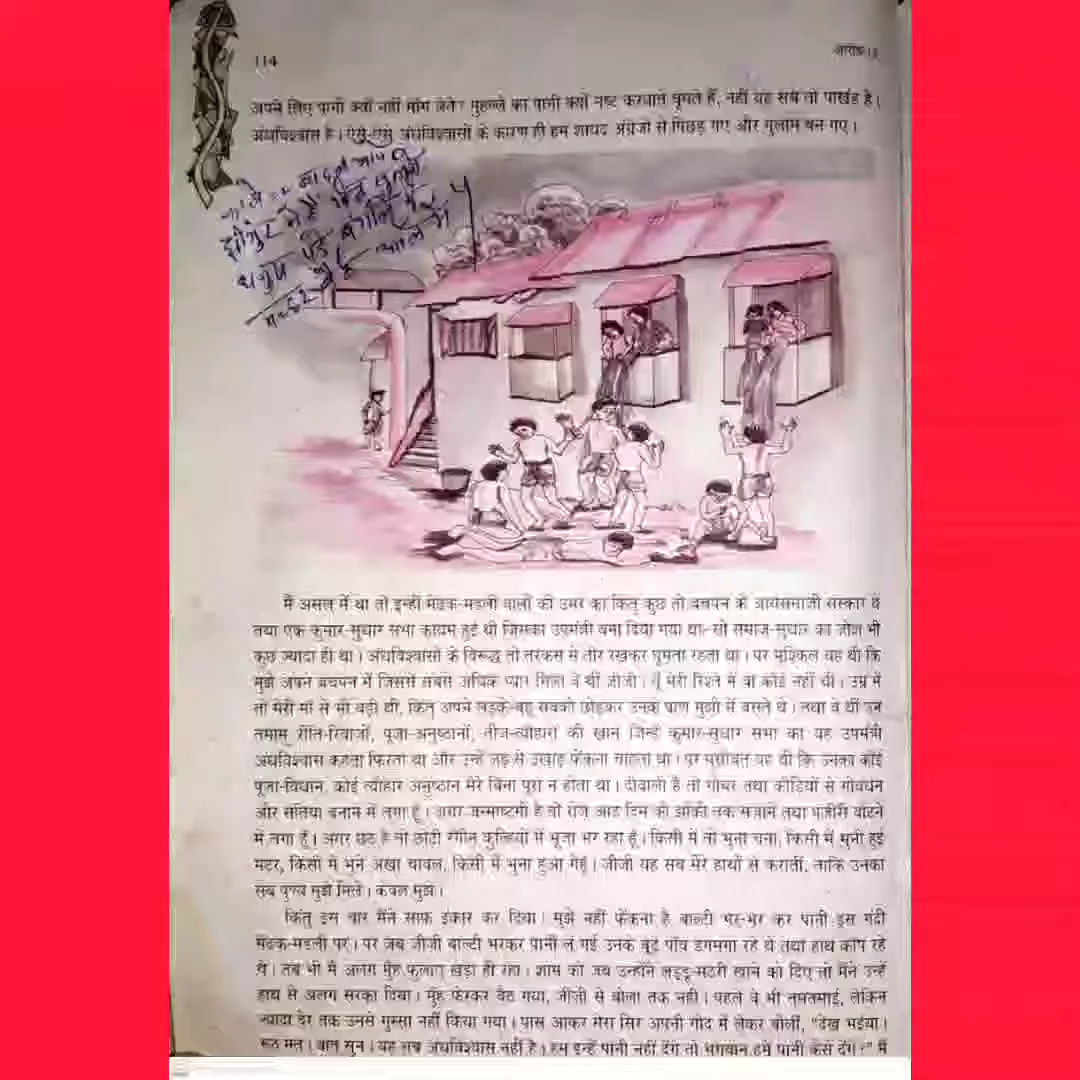 114
आरोह
अपने लिए पानी क्यों नहीं माँग लेते? मुहल्ले का पानी क्यों नष्ट करवाते घूमते हैं, नहीं यह सब तो पाखंड है।
अंधविश्वास है। ऐसे-ऐसे अंधविश्वासों के कारण ही हम शायद अंग्रेजों से पिछड़ गए और गुलाम बन गए।
मैं असल में था तो इन्हीं मेढक-मंडली वालों की उमर का किंतु कुछ तो बचपन के आर्यसमाजी संस्कार थे
तथा एक कुमार-सुधार सभा कायम हुई थी जिसका उपमंत्री बना दिया गया था-सो समाज-सुधार का जोश भी
कुछ ज्यादा ही था। अंधविश्वासों के विरूद्ध तो तरकस से तीर रखकर घूमता रहता था। पर मुश्किल यह थी कि
मुझे अपने बचपन में जिससे सबसे अधिक प्यार मिला वे थीं जीजी। यूँ मेरी रिश्ते में वो कोई नहीं थीं। उम्र में
तो मेरी माँ से भी बड़ी थीं, किंतु अपने लड़के-बहू सबको छोड़कर उनके प्राण मुझी में बसते थे। तथा वे थीं उन
तमाम रीति-रिवाजों, पूजा-अनुष्ठानों, तीज-त्योहारों की खान जिन्हें कुमार-सुधार सभा का यह उपमंत्री
अंधविश्वास कहता फिरता था और उन्हें जड़ से उखाड़ फेंकना चाहता था। पर मुसीबत यह थी कि उनका कोई
पूजा-विधान, कोई त्योहार अनुष्ठान मेरे बिना पूरा न होता था। दीवाली है तो गोबर तथा कौड़ियों से गोवर्धन
और सतिया बनाने में लगा हूँ। अगर जन्माष्टमी है तो रोज आठ दिन की झाँकी तक सजाने तथा पंजीरी बाँटने
में लगा हूँ। अगर छठ है तो छोटी रंगीन कुल्हियों में भूजा भर रहा हूँ। किसी में तो भुना चना, किसी में भुनी हुई
मटर, किसी में भुने अरवा चावल, किसी में भुना हुआ गेहूँ। जीजी यह सब मेरे हाथों से करातीं, ताकि उनका
सब पुण्य मुझे मिले। केवल मुझे।
किंतु इस बार मैंने साफ़ इंकार कर दिया। मुझे नहीं फेंकना है बाल्टी भर-भर कर पानी इस गंदी
मेढक-मंडली पर। पर जब जीजी बाल्टी भरकर पानी ले गईं उनके बूढ़े पाँव डगमगा रहे थे तथा हाथ काँप रहे
थे। तब भी मैं अलग मुँह फुलाए खड़ा ही रहा। शाम को जब उन्होंने लड्डू-मठरी खाने को दिए तो मैंने उन्हें
हाथ से अलग सरका दिया। मुँह फेरकर बैठ गया, जीजी से बोला तक नहीं। पहले वे भी तमतमाईं, लेकिन
ज्यादा देर तक उनसे गुस्सा नहीं किया गया। पास आकर मेरा सिर अपनी गोद में लेकर बोलीं, "देख भईया।
रूठ मत। बात सुन। यह सब अंधविश्वास नहीं है। हम इन्हें पानी नहीं देंगे तो भगवान हमें पानी कैसे देंगे?" मैं